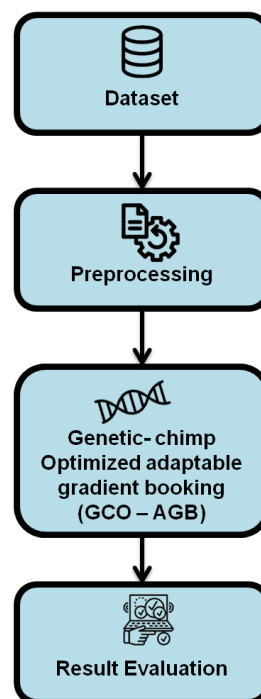 Dataset
Preprocessing
Genetic- chimp
Optimized adaptable
gradient booking
(GCO – AGB)
Result Evaluation